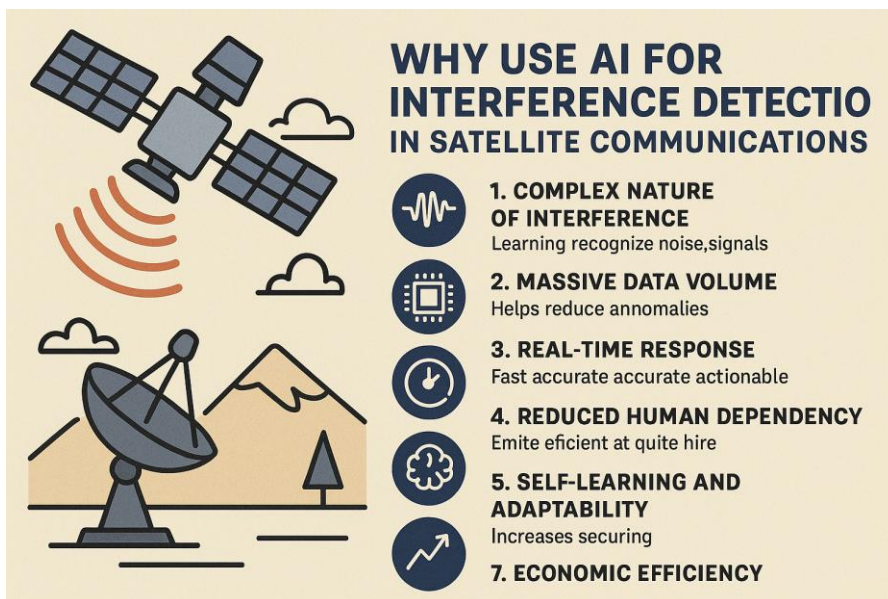 WHY USE AI FOR
INTERFERENCE DETECTIO
IN SATELLITE COMMUNICATIONS
1. COMPLEX NATURE
OF INTERFERENCE
Learning recognize noise,signals
2. MASSIVE DATA VOLUME
Helps reduce annomalies
3. REAL-TIME RESPONSE
Fast accurate accurate actionable
4. REDUCED HUMAN DEPENDENCY
Emite eficient at quite hire
5. SELF-LEARNING AND
ADAPTABILITY
Increases securing
7. ECONOMIC EFFICIENCY